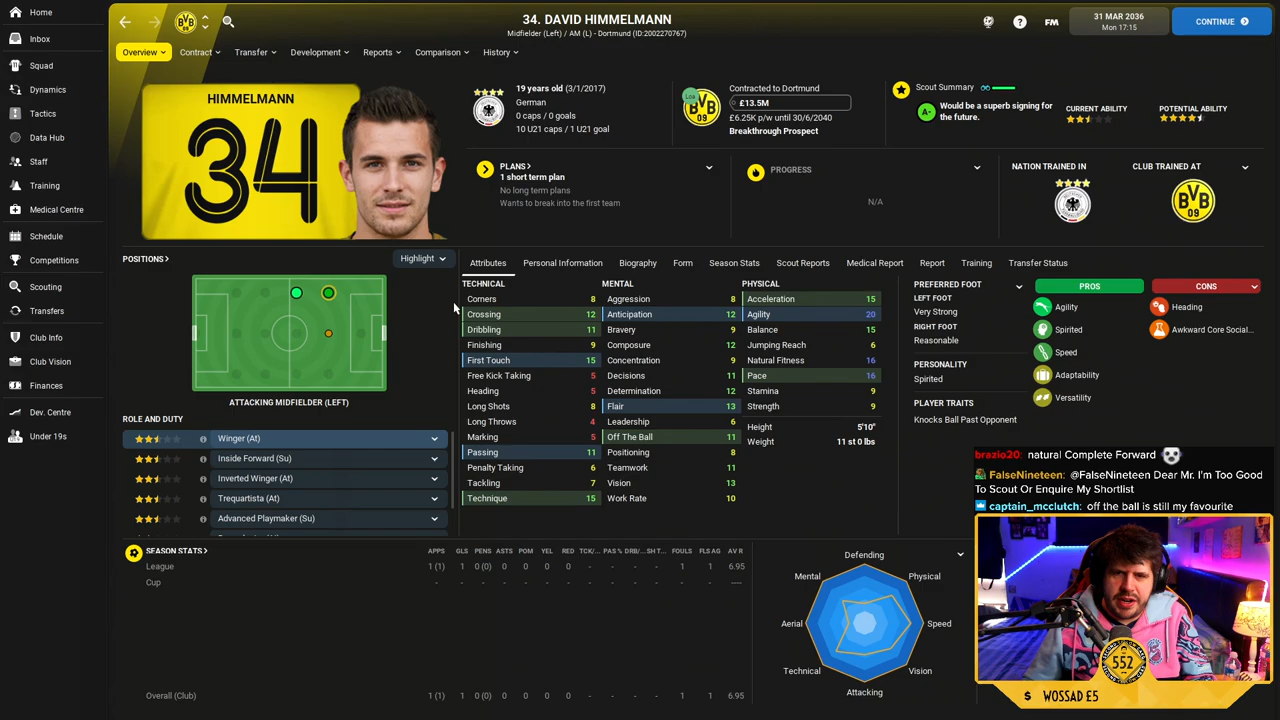 Home
Inbox
Squad
Dynamics
Tactics
Data Hub
Staff
Training
Medical Centre
Schedule
Competitions
Scouting
Transfers
Club Info
Club Vision
Finances
Dev. Centre
Under 19s
34. DAVID HIMMELMANN
Midfielder (Left) / AM (L) - Dortmund (ID:2002270767)
FM
31 MAR 2036
Mon 17:15
CONTINUE
Overview
Contract
Transfer
Development
Reports
Comparison
History
HIMMELMANN
34
19 years old (3/1/2017)
German
0 caps / 0 goals
10 U21 caps / 1 U21 goal
Loa
BVB
09
Contracted to Dortmund
£13.5M
£6.25K p/w until 30/6/2040
Breakthrough Prospect
Scout Summary
A-
Would be a superb signing for
the future.
CURRENT ABILITY
POTENTIAL ABILITY
PLANS >
1 short term plan
No long term plans
Wants to break into the first team
PROGRESS
N/A
NATION TRAINED IN
CLUB TRAINED AT
BVB
09
POSITIONS >
Highlight
ATTACKING MIDFIELDER (LEFT)
ROLE AND DUTY
Winger (At)
Inside Forward (Su)
Inverted Winger (At)
Trequartista (At)
Advanced Playmaker (Su)
Attributes
Personal Information
Biography
Form
Season Stats
Scout Reports
Medical Report
Report
Training
Transfer Status
TECHNICAL
Corners 8
Crossing 12
Dribbling 11
Finishing 9
First Touch 15
Free Kick Taking 5
Heading 5
Long Shots 8
Long Throws 4
Marking 5
Passing 11
Penalty Taking 6
Tackling 7
Technique 15
MENTAL
Aggression 8
Anticipation 12
Bravery 9
Composure 12
Concentration 9
Decisions 11
Determination 12
Flair 13
Leadership 6
Off The Ball 11
Positioning 8
Teamwork 11
Vision 13
Work Rate 10
PHYSICAL
Acceleration 15
Agility 20
Balance 15
Jumping Reach 6
Natural Fitness 16
Pace 16
Stamina 9
Strength 9
Height 5'10"
Weight 11 st 0 lbs
PREFERRED FOOT
LEFT FOOT
Very Strong
RIGHT FOOT
Reasonable
PERSONALITY
Spirited
PLAYER TRAITS
Knocks Ball Past Opponent
PROS
Agility
Spirited
Speed
Adaptability
Versatility
CONS
Heading
Awkward Core Social...
brazio20: natural Complete Forward
FalseNineteen: @FalseNineteen Dear Mr. I'm Too Good
To Scout Or Enquire My Shortlist
captain_mcclutch: off the ball is still my favourite
SEASON STATS >
APPS GLS PENS ASTS POM YEL RED TCK/... PAS % DRB/... SH T... FOULS FLS AG AV R
League 1 (1) 1 0 (0) 0 0 0 0 - - - - 1 1 6.95
Cup - - - - - - - - - - - - - ----
Overall (Club) 1 (1) 1 0 (0) 0 0 0 0 - - - - 1 1 6.95
Defending
Physical
Speed
Vision
Attacking
Technical
Aerial
Mental
552
$ WOSSAD £5